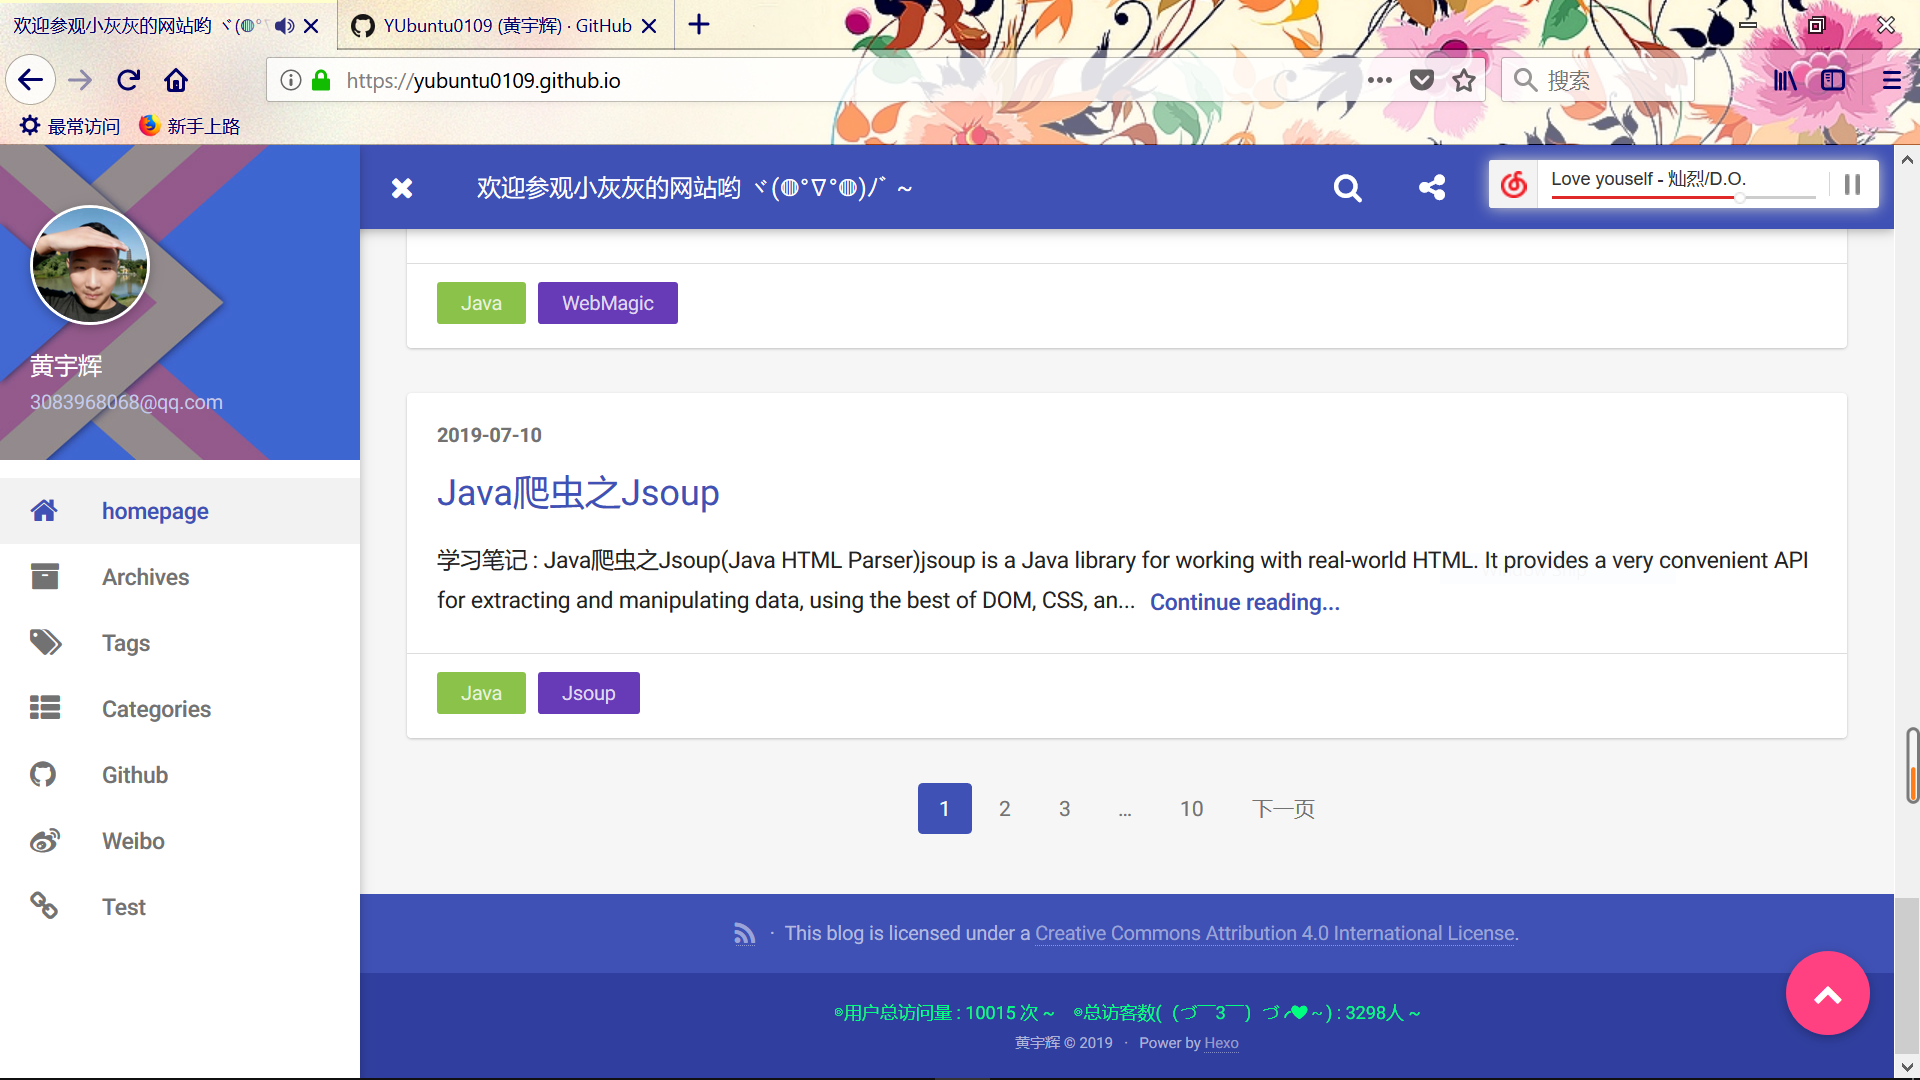 欢迎参观小灰灰的网站哟 ヾ(◍°
YUbuntu0109 (黄宇辉) · GitHub
https://yubuntu0109.github.io
搜索
最常访问 新手上路
欢迎参观小灰灰的网站哟 ヾ(◍°∇°◍)ノ゙ ~
Love youself - 灿烈/D.O.
黄宇辉
3083968068@qq.com
homepage
Archives
Tags
Categories
Github
Weibo
Test
Java WebMagic
2019-07-10
Java爬虫之Jsoup
学习笔记 : Java爬虫之Jsoup(Java HTML Parser)jsoup is a Java library for working with real-world HTML. It provides a very convenient API
for extracting and manipulating data, using the best of DOM, CSS, an... Continue reading...
Java Jsoup
1 2 3 … 10 下一页
· This blog is licensed under a Creative Commons Attribution 4.0 International License.
⌾用户总访问量 : 10015 次 ~ ⌾总访客数(（づ￣3￣）づ╭❤~) : 3298人 ~
黄宇辉 © 2019 · Power by Hexo